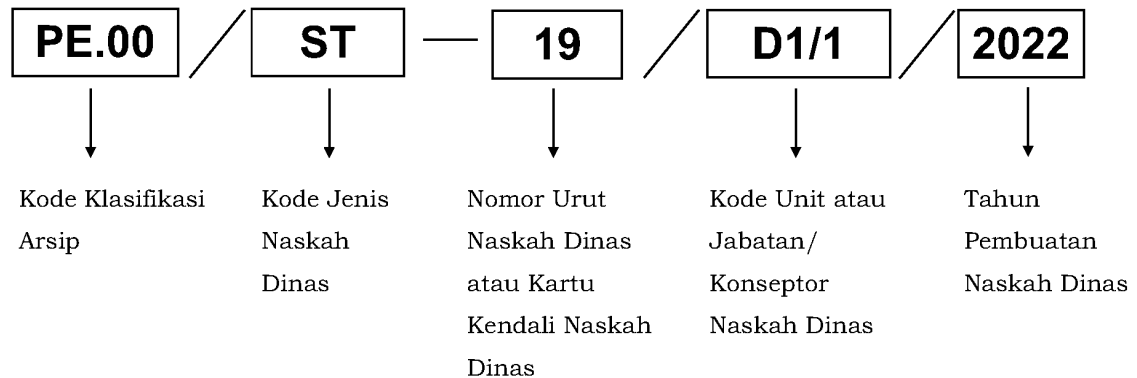 PE.00 / ST — 19 / D1/1 / 2022
Kode Klasifikasi
Arsip
Kode Jenis
Naskah
Dinas
Nomor Urut
Naskah Dinas
atau Kartu
Kendali Naskah
Dinas
Kode Unit atau
Jabatan/
Konseptor
Naskah Dinas
Tahun
Pembuatan
Naskah Dinas